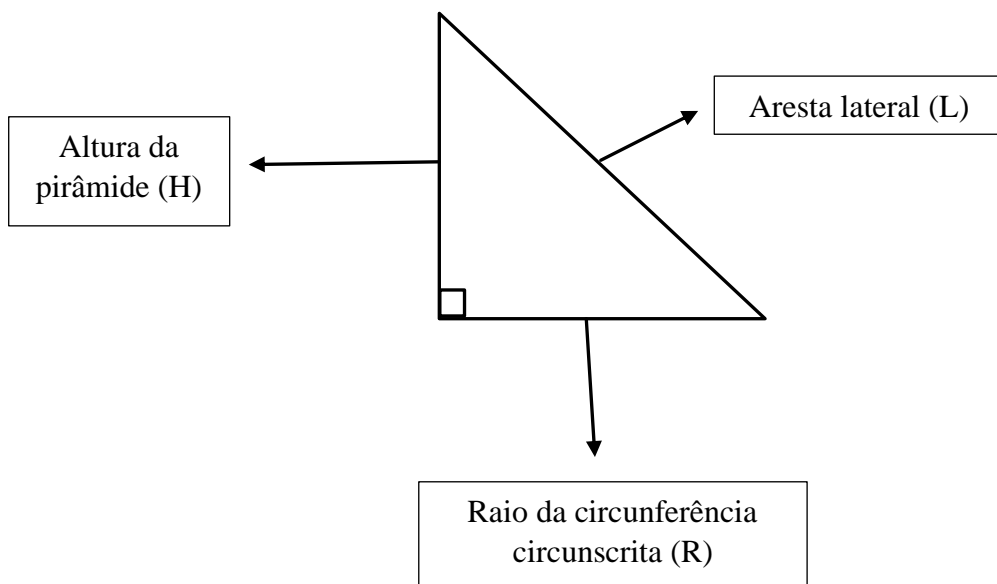 Aresta lateral (L)
Altura da
pirâmide (H)
Raio da circunferência
circunscrita (R)